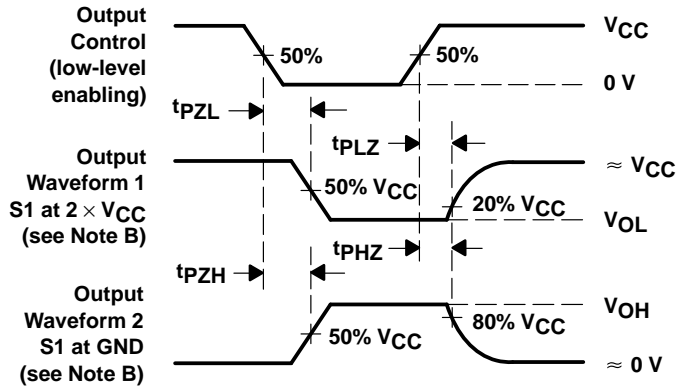 Output
Control
(low-level
enabling)
50%
50%
VCC
0 V
tPZL
tPLZ
Output
Waveform 1
S1 at 2 × VCC
(see Note B)
50% VCC
20% VCC
≈ VCC
VOL
tPZH
tPHZ
Output
Waveform 2
S1 at GND
(see Note B)
50% VCC
80% VCC
VOH
≈ 0 V